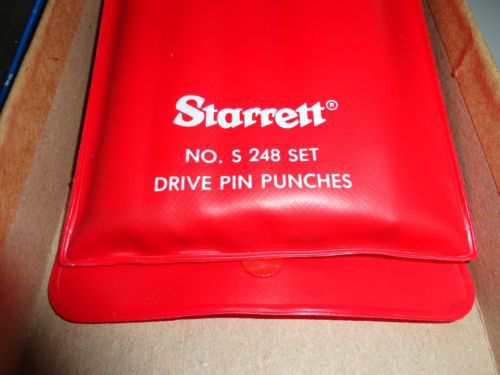 Starrett®
NO. S 248 SET
DRIVE PIN PUNCHES